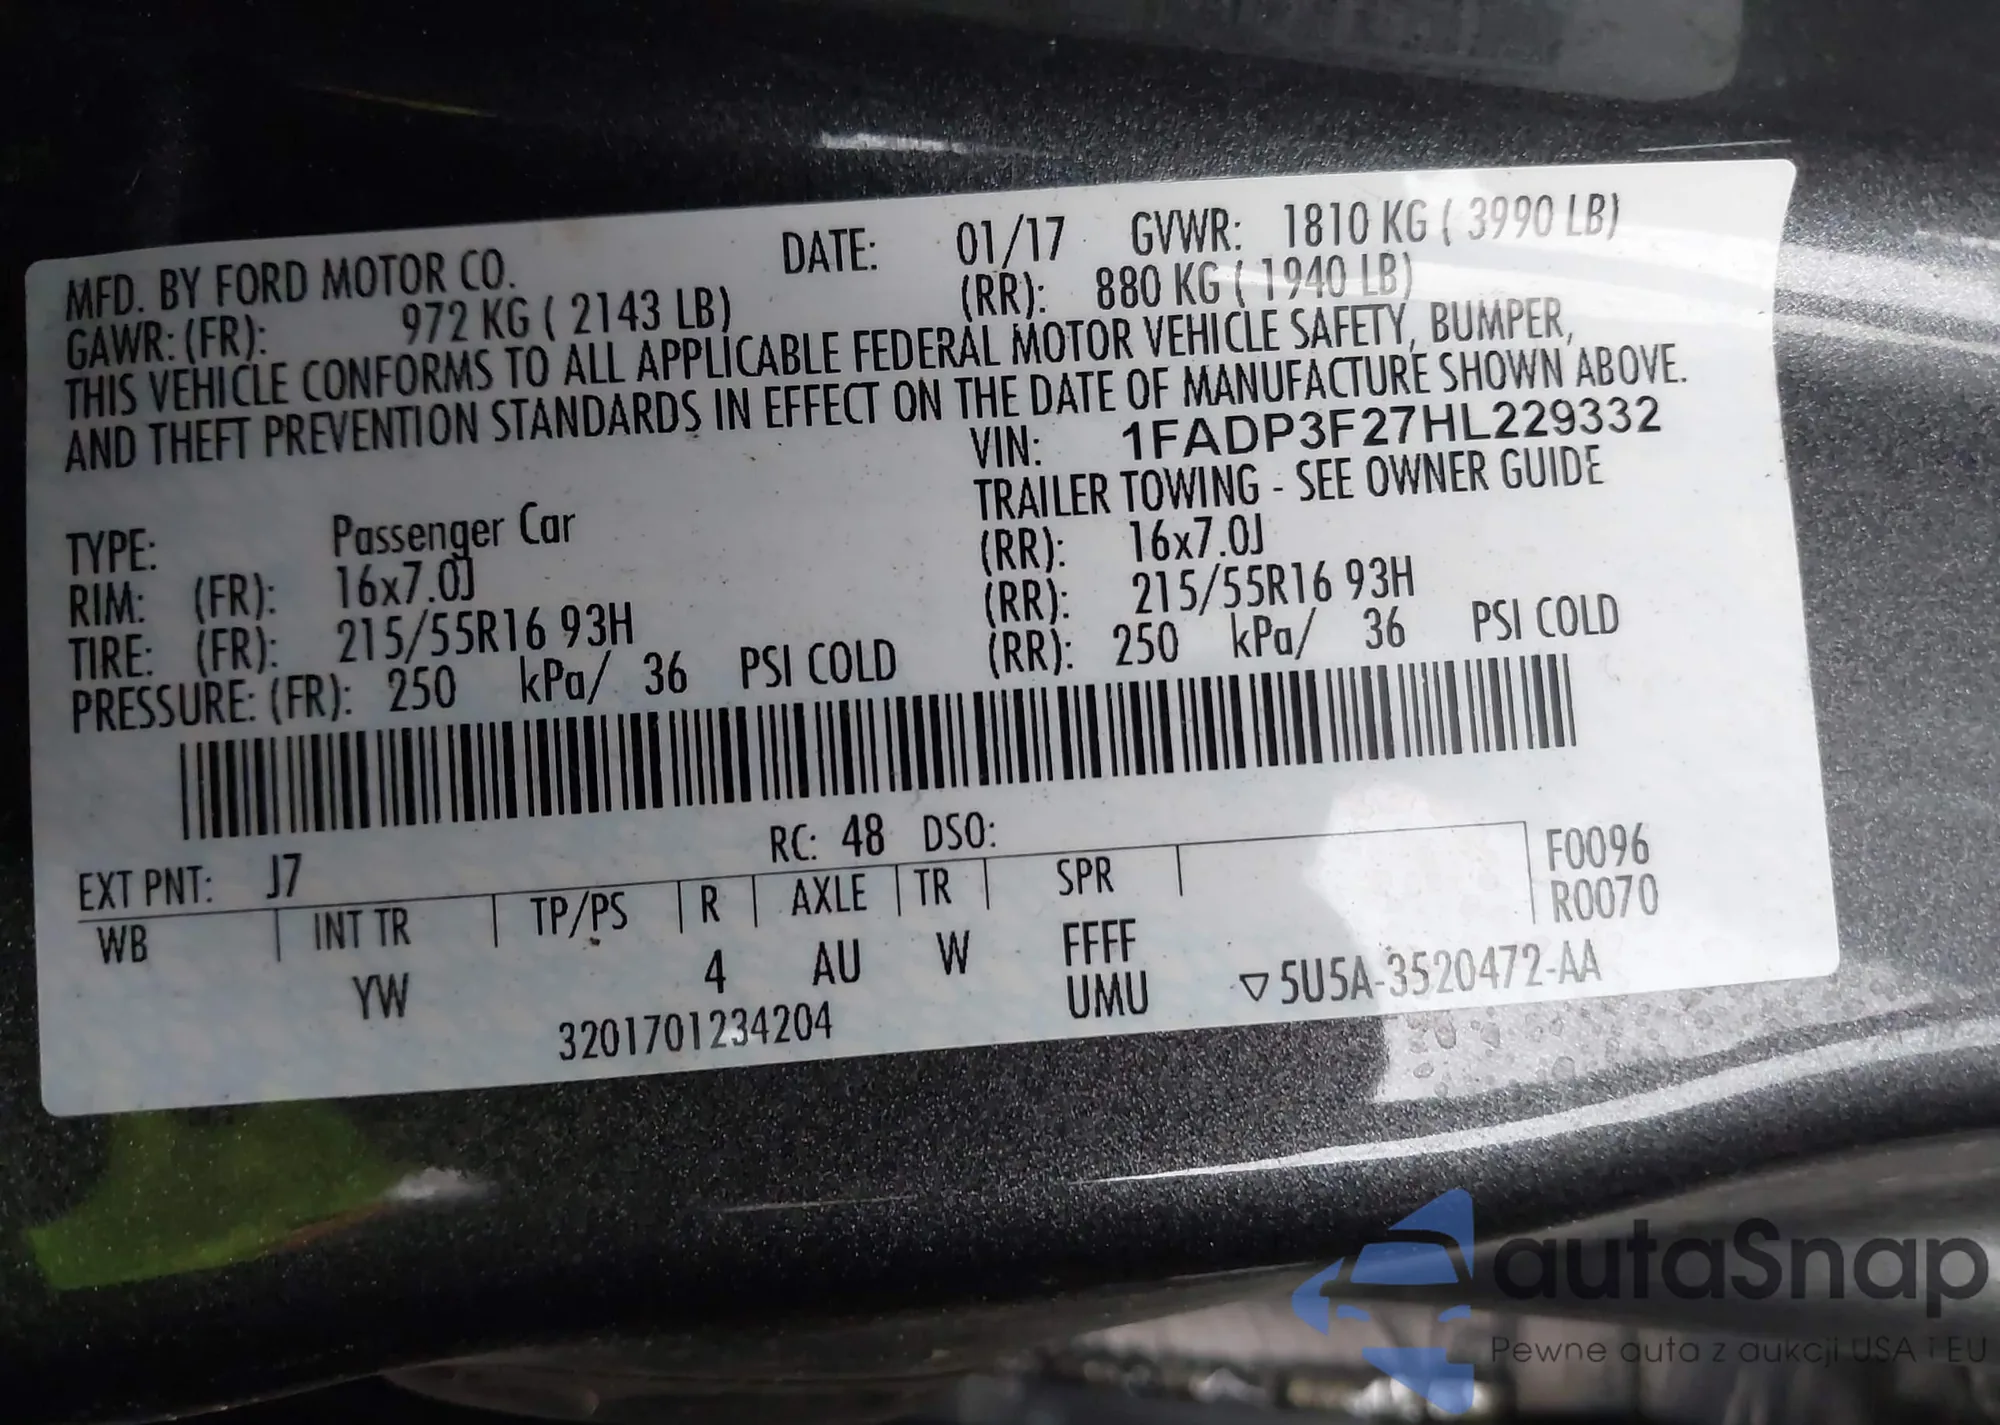 MFD. BY FORD MOTOR CO. DATE: 01/17 GVWR: 1810 KG ( 3990 LB)
GAWR: (FR): 972 KG ( 2143 LB) (RR): 880 KG ( 1940 LB)
THIS VEHICLE CONFORMS TO ALL APPLICABLE FEDERAL MOTOR VEHICLE SAFETY, BUMPER,
AND THEFT PREVENTION STANDARDS IN EFFECT ON THE DATE OF MANUFACTURE SHOWN ABOVE.
VIN: 1FADP3F27HL229332
TRAILER TOWING - SEE OWNER GUIDE
TYPE: Passenger Car
RIM: (FR): 16x7.0J (RR): 16x7.0J
TIRE: (FR): 215/55R16 93H (RR): 215/55R16 93H
PRESSURE: (FR): 250 kPa/ 36 PSI COLD (RR): 250 kPa/ 36 PSI COLD
EXT PNT: J7 RC: 48 DSO: F0096
WB INT TR TP/PS R AXLE TR SPR R0070
YW 4 AU W FFFF
3201701234204 UMU ▽5U5A-3520472-AA
autaSnap
Pewne auta z aukcji USA i EU